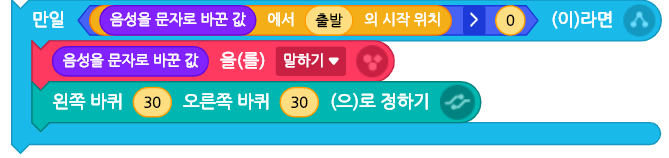 만일 음성을 문자로 바꾼 값 에서 출발 의 시작 위치 > 0 (이)라면
음성을 문자로 바꾼 값 을(를) 말하기▼
왼쪽 바퀴 30 오른쪽 바퀴 30 (으)로 정하기